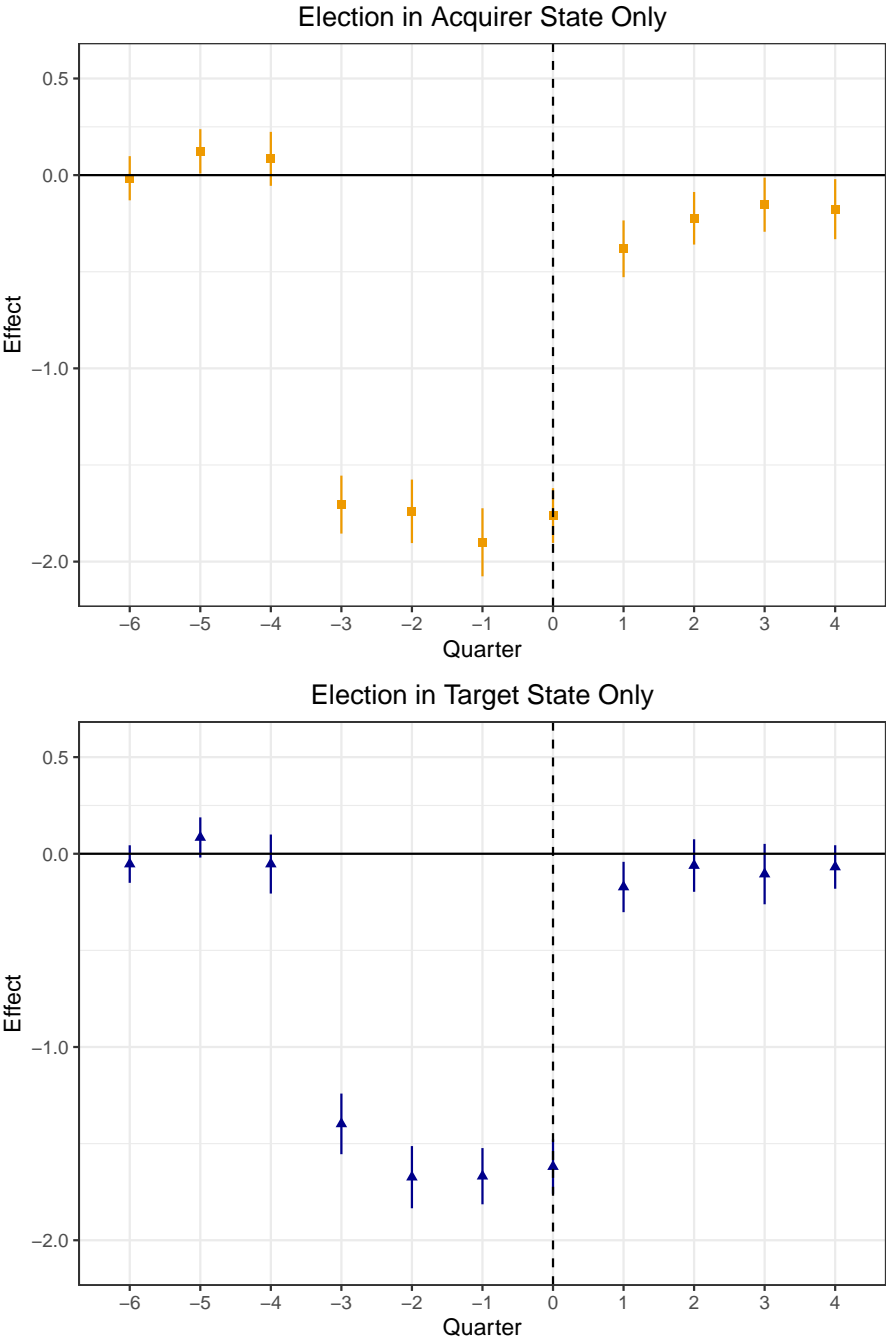 Election in Acquirer State Only
0.5
0.0
−1.0
−2.0
Effect
−6 −5 −4 −3 −2 −1 0 1 2 3 4
Quarter
Election in Target State Only
0.5
0.0
−1.0
−2.0
Effect
−6 −5 −4 −3 −2 −1 0 1 2 3 4
Quarter